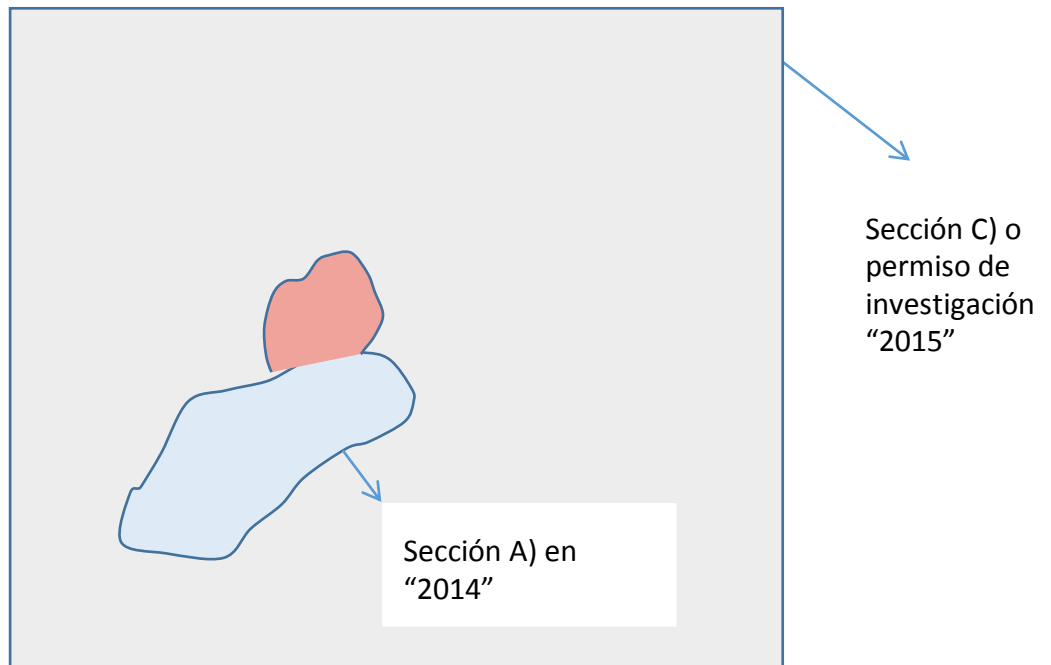 Sección C) o
permiso de
investigación
“2015”
Sección A) en
“2014”